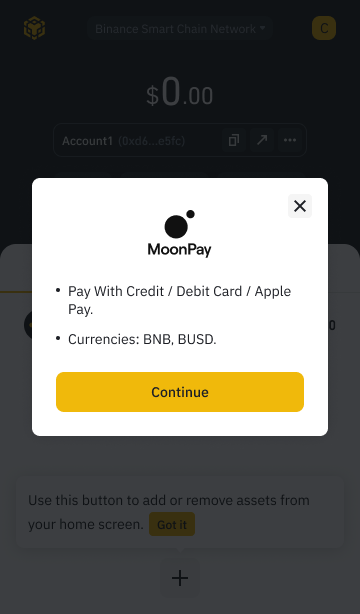 Binance Smart Chain Network
C
$0.00
Account1 (0xd6...e5fc)
MoonPay
• Pay With Credit / Debit Card / Apple
Pay.
0
• Currencies: BNB, BUSD.
Continue
Use this button to add or remove assets from
your home screen. Got it